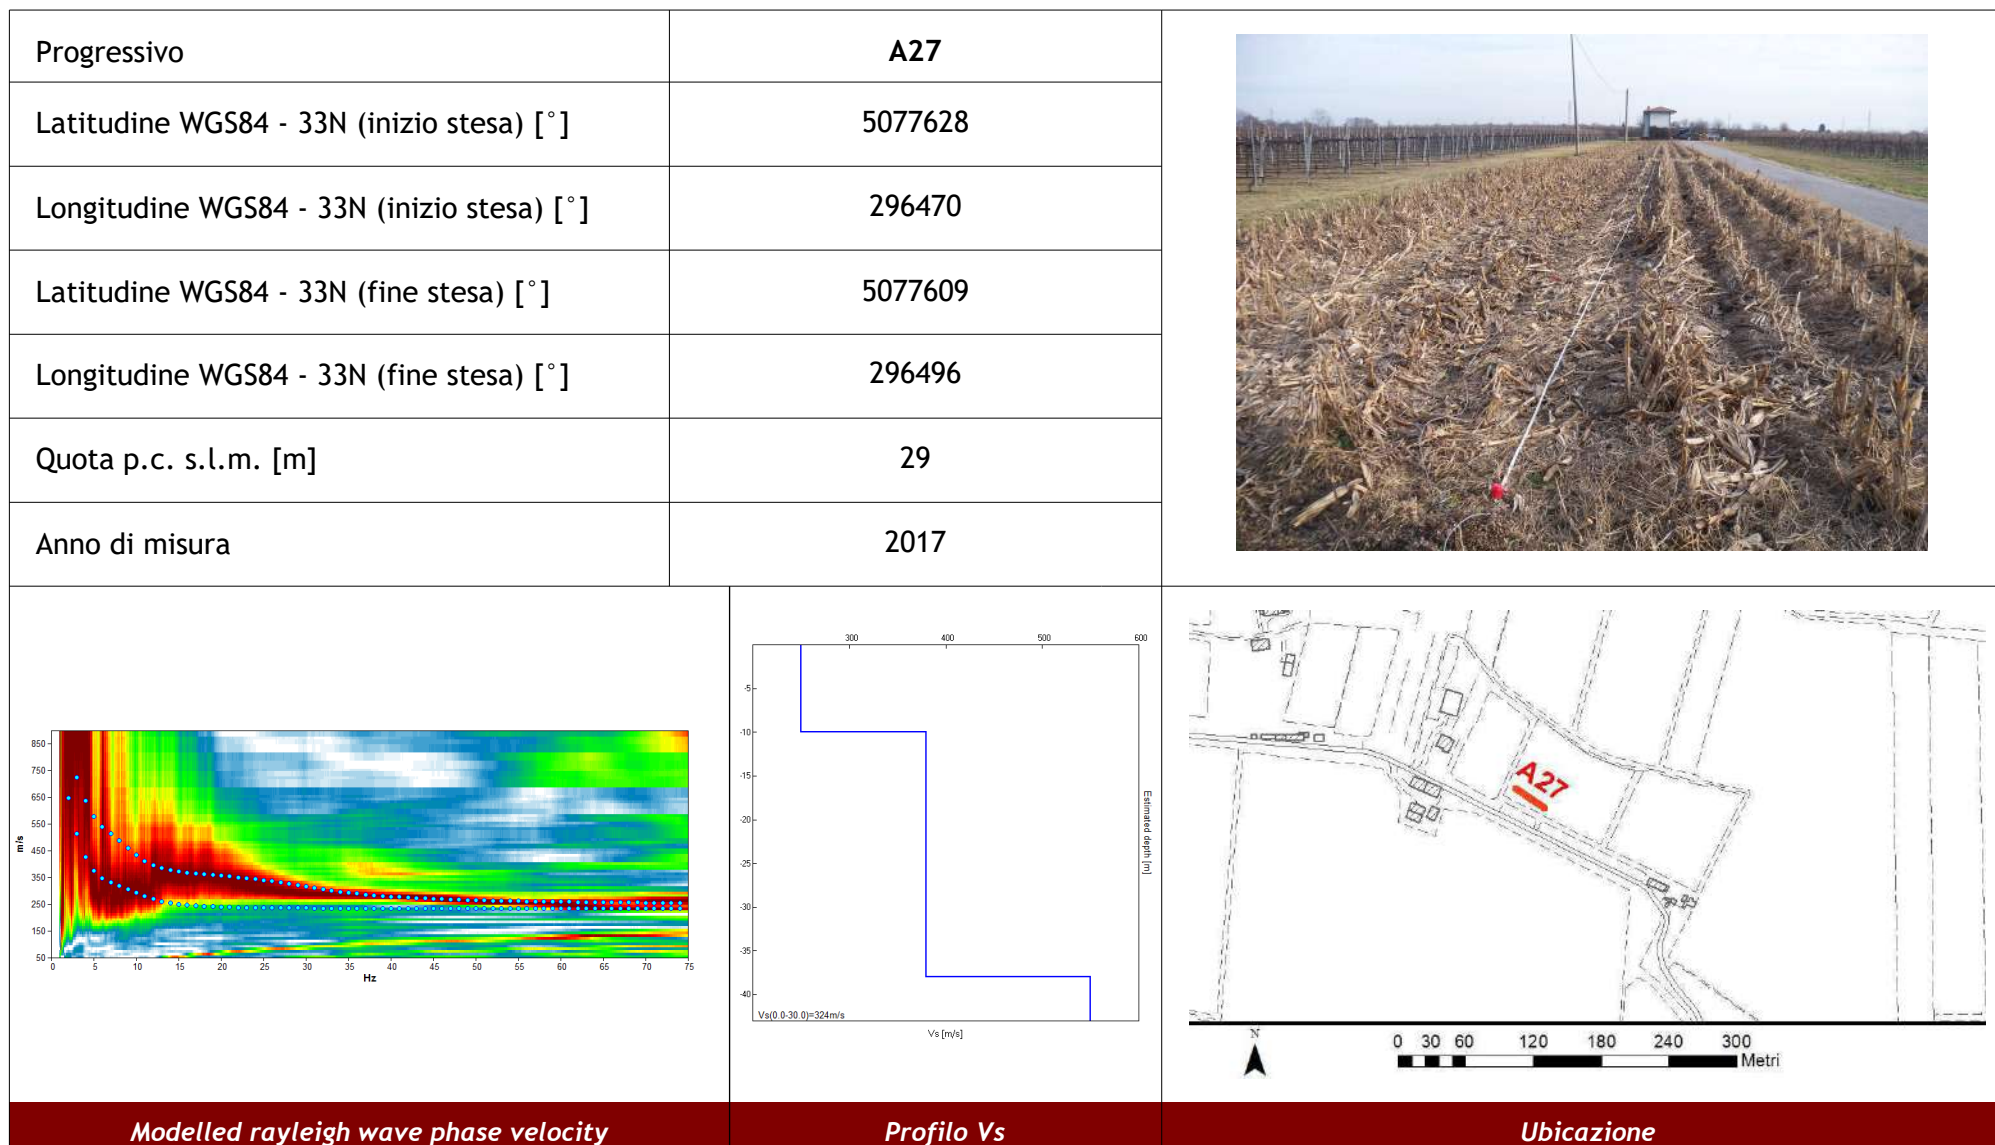 Progressivo A27
Latitudine WGS84 - 33N (inizio stesa) [°] 5077628
Longitudine WGS84 - 33N (inizio stesa) [°] 296470
Latitudine WGS84 - 33N (fine stesa) [°] 5077609
Longitudine WGS84 - 33N (fine stesa) [°] 296496
Quota p.c. s.l.m. [m] 29
Anno di misura 2017
850
750
650
550
450
350
250
150
50
m/s
0 5 10 15 20 25 30 35 40 45 50 55 60 65 70 75
Hz
300 400 500 600
-5
-10
-15
-20
-25
-30
-35
-40
Estimated depth [m]
Vs(0.0-30.0)=324m/s
Vs [m/s]
A27
N
0 30 60 120 180 240 300
Metri
Modelled rayleigh wave phase velocity Profilo Vs Ubicazione